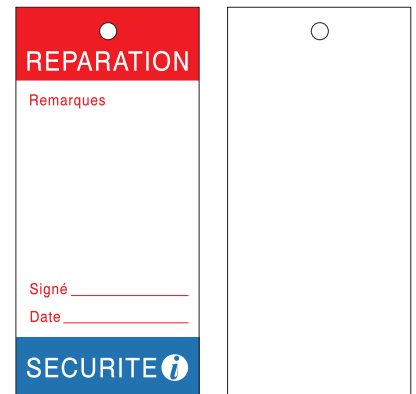 REPARATION
Remarques
Signé
Date
SECURITE i